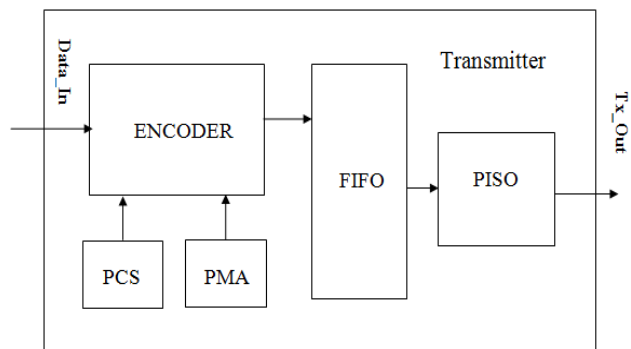 Data_In
Transmitter
Tx_Out
ENCODER
FIFO
PISO
PCS
PMA